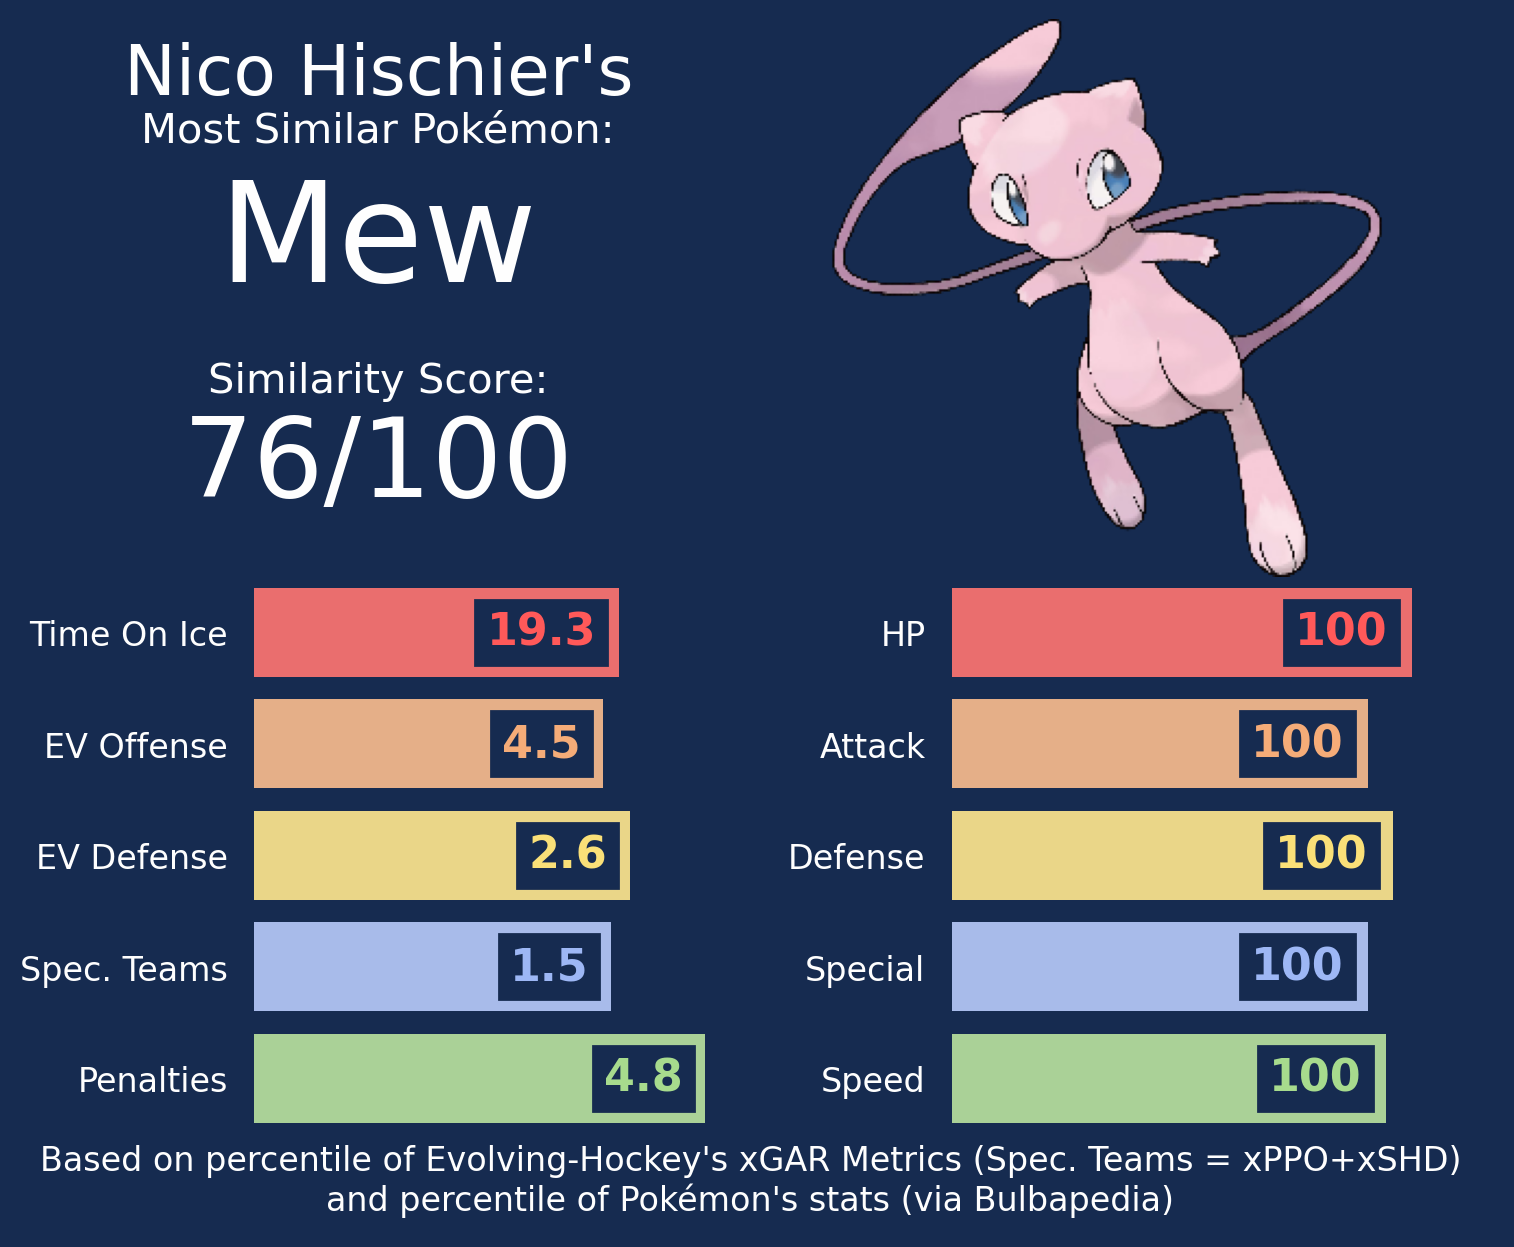 Nico Hischier's
Most Similar Pokémon:
Mew
Similarity Score:
76/100
Time On Ice 19.3
EV Offense 4.5
EV Defense 2.6
Spec. Teams 1.5
Penalties 4.8
HP 100
Attack 100
Defense 100
Special 100
Speed 100
Based on percentile of Evolving-Hockey's xGAR Metrics (Spec. Teams = xPPO+xSHD)
and percentile of Pokémon's stats (via Bulbapedia)